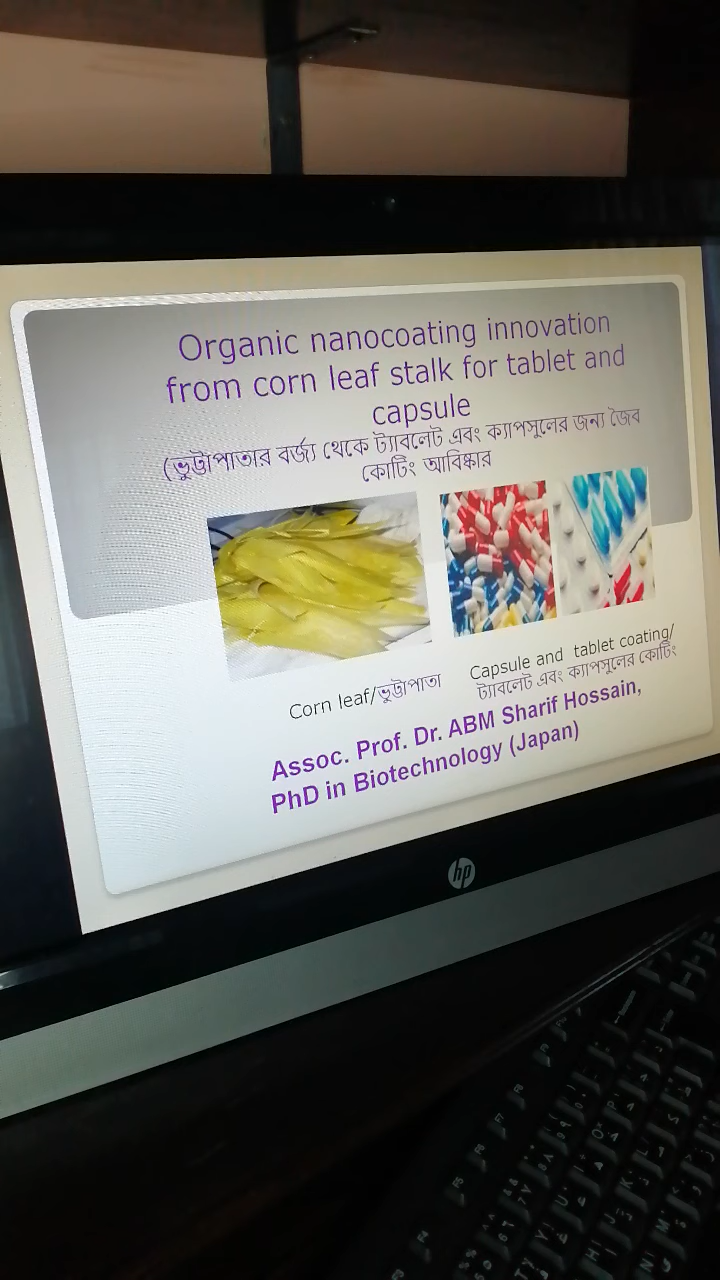 Organic nanocoating innovation
from corn leaf stalk for tablet and
capsule
(ভুট্টাপাতার বর্জ্য থেকে ট্যাবলেট এবং ক্যাপসুলের জন্য জৈব
কোটিং আবিষ্কার
Corn leaf/ভুট্টাপাতা
Capsule and tablet coating/
ট্যাবলেট এবং ক্যাপসুলের কোটিং
Assoc. Prof. Dr. ABM Sharif Hossain,
PhD in Biotechnology (Japan)
hp